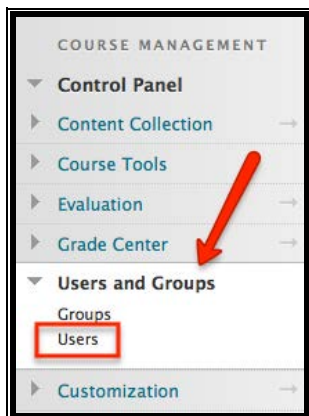 COURSE MANAGEMENT
Control Panel
Content Collection
Course Tools
Evaluation
Grade Center
Users and Groups
Groups
Users
Customization